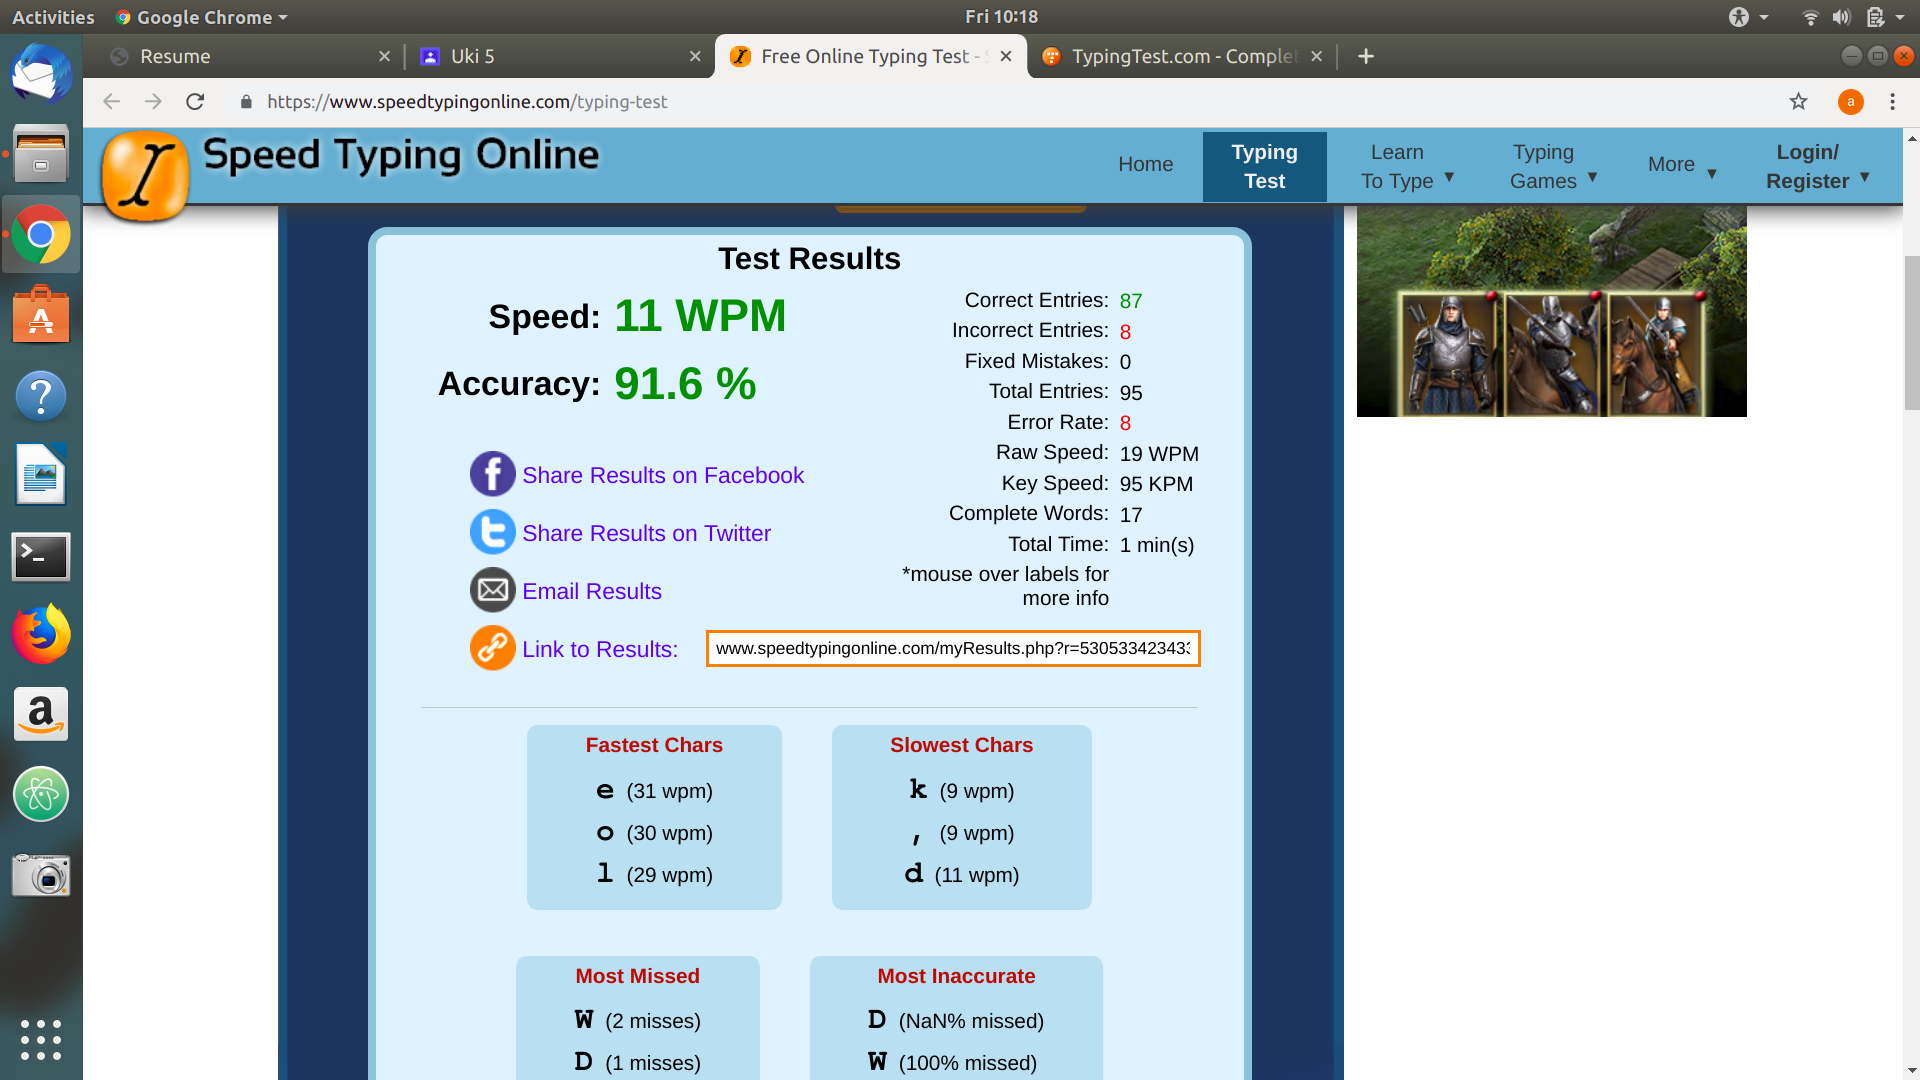 Activities
Google Chrome
Fri 10:18
Resume
Uki 5
Free Online Typing Test -
TypingTest.com - Complet
https://www.speedtypingonline.com/typing-test
a
Speed Typing Online
Home
Typing
Test
Learn
To Type
Typing
Games
More
Login/
Register
Test Results
Speed: 11 WPM
Accuracy: 91.6 %
Share Results on Facebook
Share Results on Twitter
Email Results
Link to Results: www.speedtypingonline.com/myResults.php?r=53053342343
Correct Entries: 87
Incorrect Entries: 8
Fixed Mistakes: 0
Total Entries: 95
Error Rate: 8
Raw Speed: 19 WPM
Key Speed: 95 KPM
Complete Words: 17
Total Time: 1 min(s)
*mouse over labels for
more info
Fastest Chars
e (31 wpm)
o (30 wpm)
l (29 wpm)
Slowest Chars
k (9 wpm)
, (9 wpm)
d (11 wpm)
Most Missed
W (2 misses)
D (1 misses)
Most Inaccurate
D (NaN% missed)
W (100% missed)